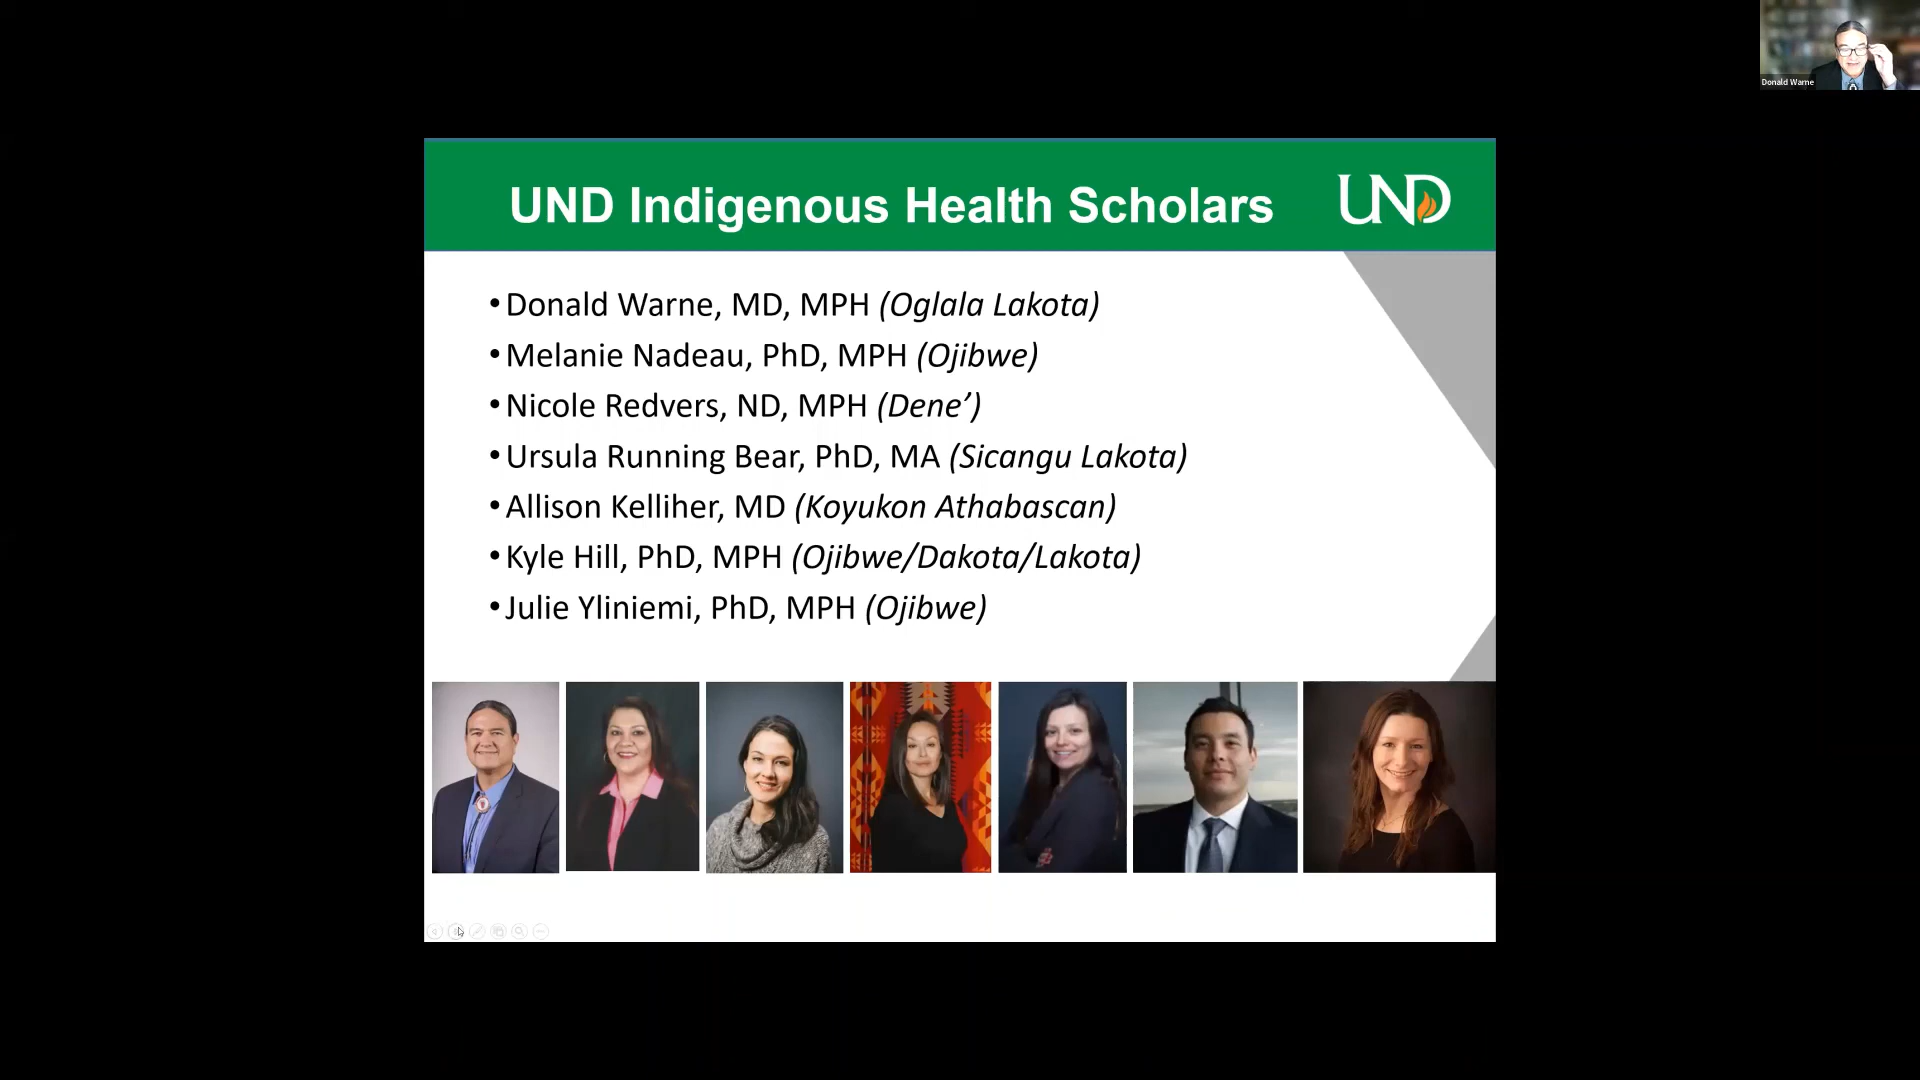 Donald Warne
UND Indigenous Health Scholars
UND
•Donald Warne, MD, MPH (Oglala Lakota)
•Melanie Nadeau, PhD, MPH (Ojibwe)
•Nicole Redvers, ND, MPH (Dene’)
•Ursula Running Bear, PhD, MA (Sicangu Lakota)
•Allison Kelliher, MD (Koyukon Athabascan)
•Kyle Hill, PhD, MPH (Ojibwe/Dakota/Lakota)
•Julie Yliniemi, PhD, MPH (Ojibwe)